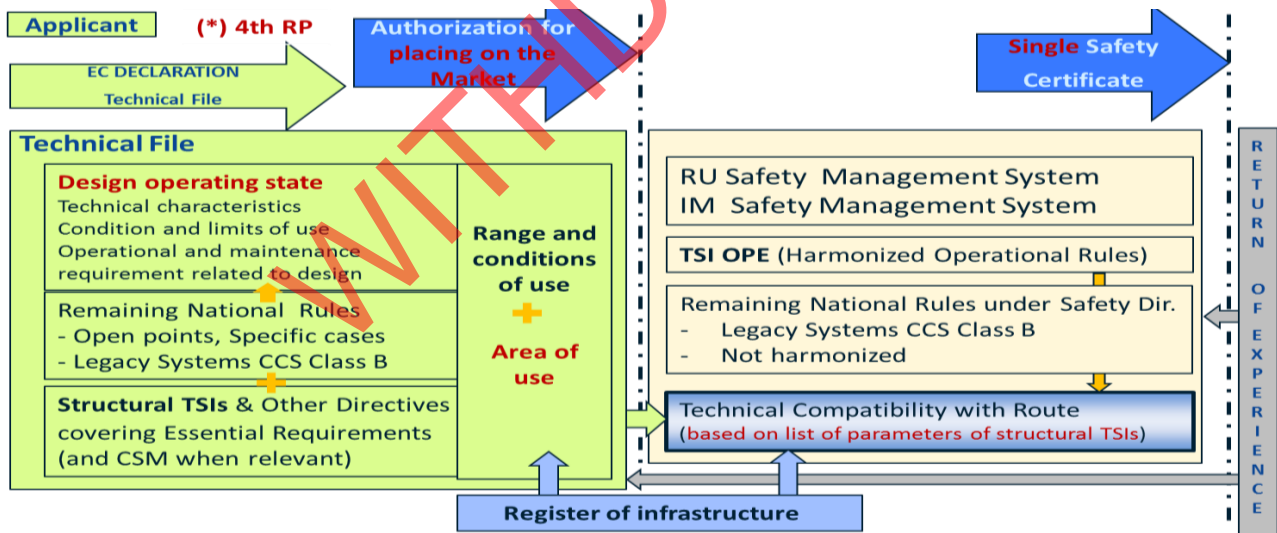 Applicant
(*) 4th RP
EC DECLARATION
Technical File
Authorization for
placing on the
Market
Single Safety
Certificate
Technical File
Design operating state
Technical characteristics
Condition and limits of use
Operational and maintenance
requirement related to design
Remaining National Rules
- Open points, Specific cases
- Legacy Systems CCS Class B
Structural TSIs & Other Directives
covering Essential Requirements
(and CSM when relevant)
Range and
conditions
of use
+
Area of
use
RU Safety Management System
IM Safety Management System
TSI OPE (Harmonized Operational Rules)
Remaining National Rules under Safety Dir.
- Legacy Systems CCS Class B
- Not harmonized
Technical Compatibility with Route
(based on list of parameters of structural TSIs)
Register of infrastructure
RETURN OF EXPERIENCE